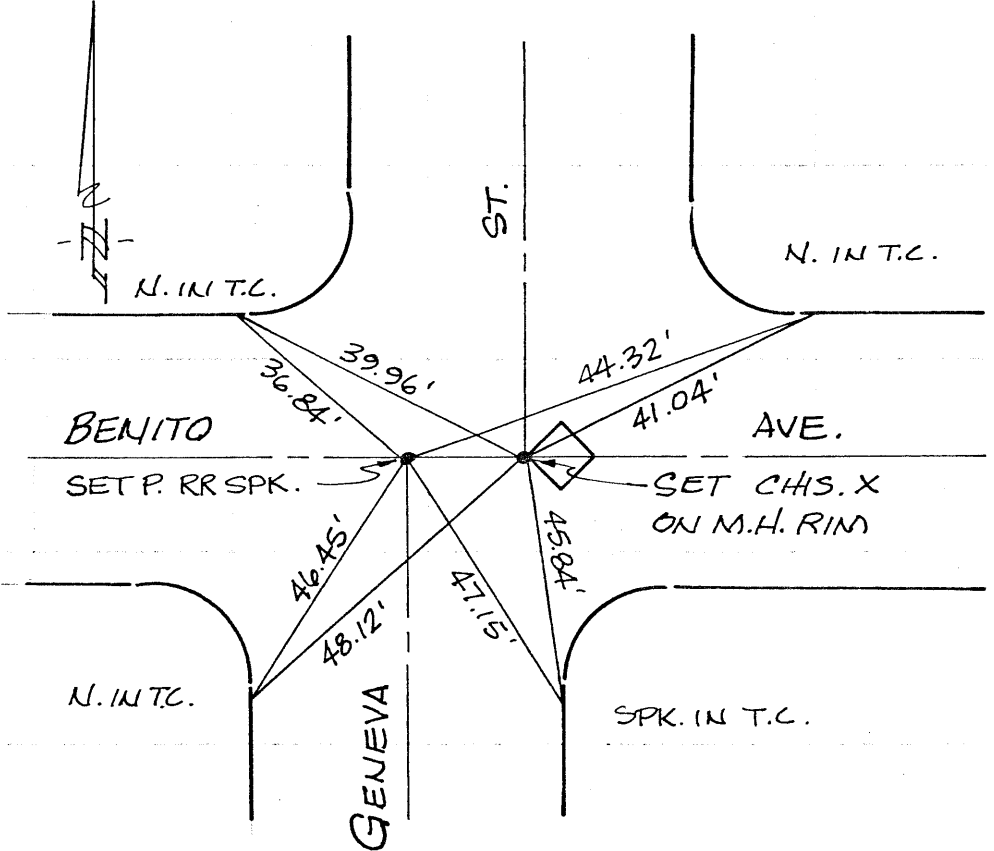 ST.
N
N. IN T.C.
N. IN T.C.
39.96'
44.32'
36.84'
41.04'
BENITO
AVE.
SET P. RR SPK.
SET CHIS. X
ON M.H. RIM
46.45'
45.84'
47.15'
48.12'
N. IN T.C.
GENEVA
SPK. IN T.C.